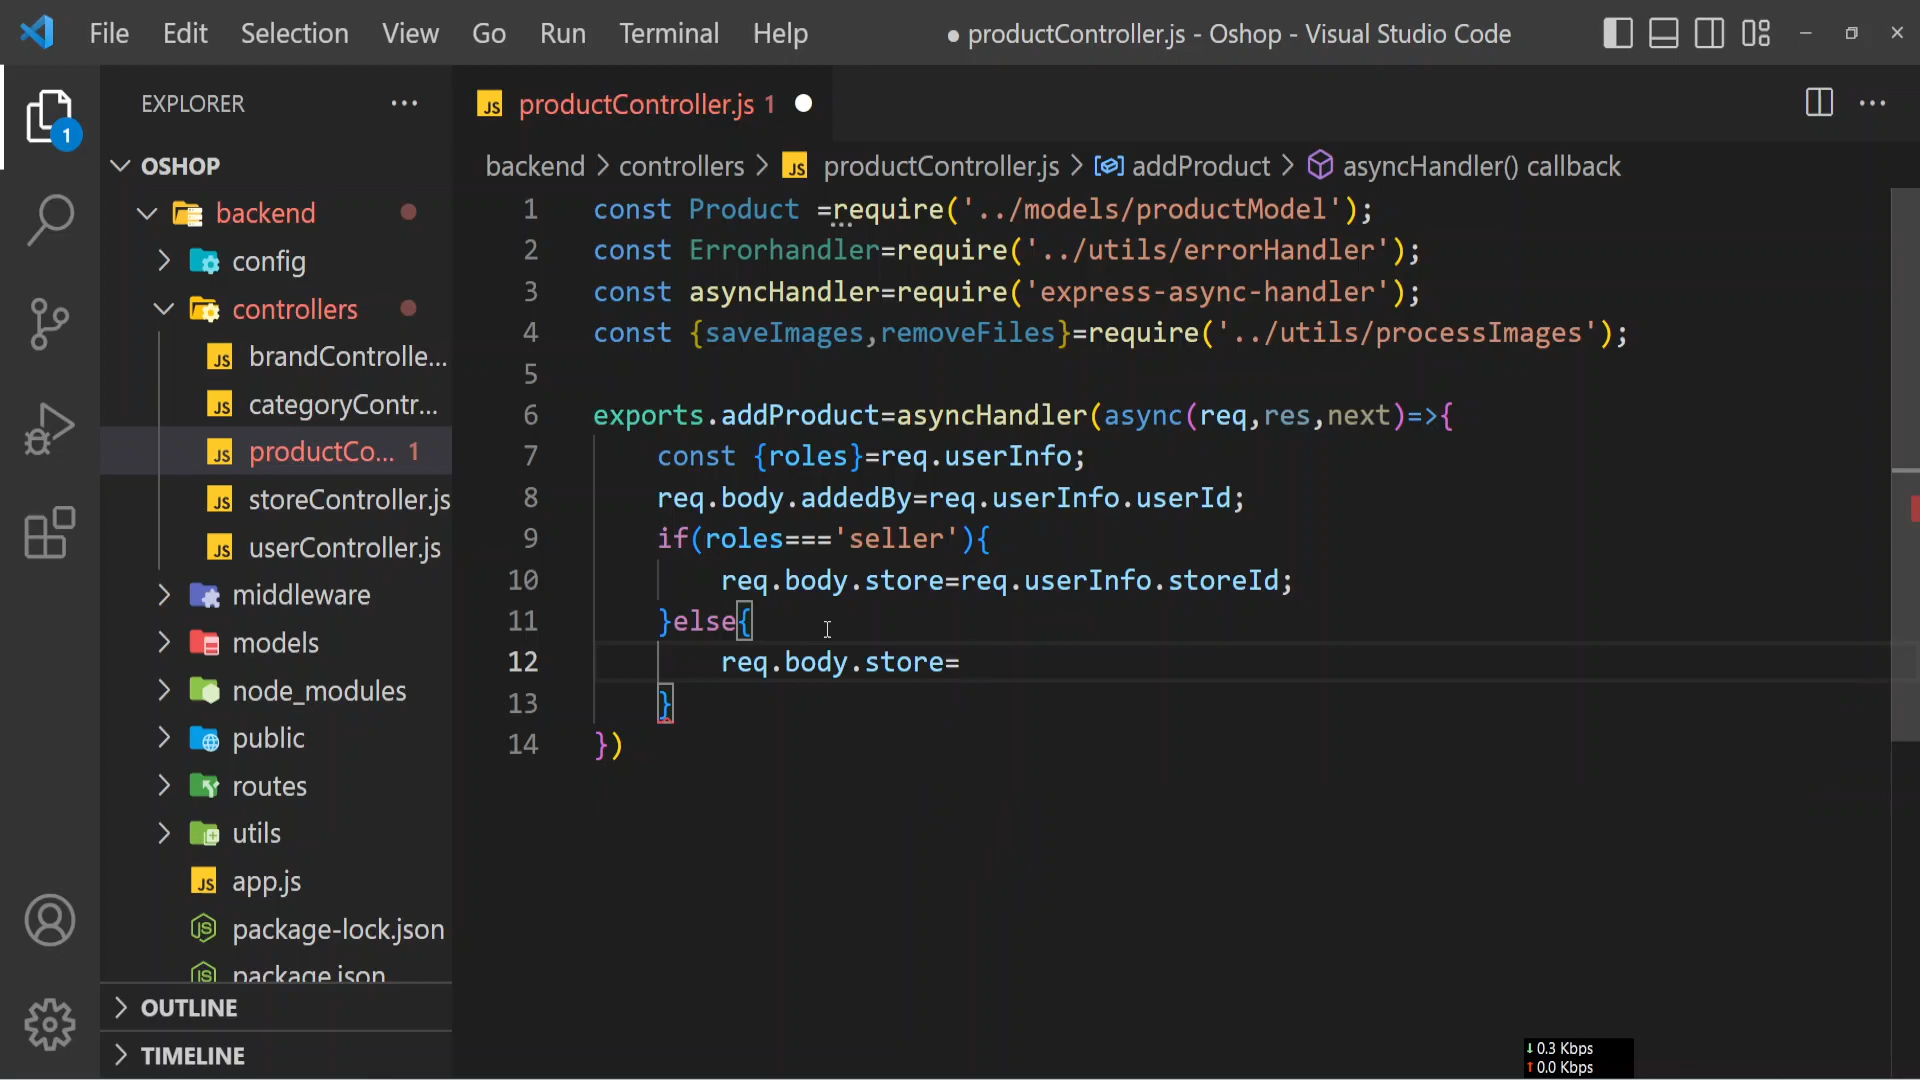 File Edit Selection View Go Run Terminal Help
● productController.js - Oshop - Visual Studio Code
1
EXPLORER
OSHOP
backend
config
controllers
brandControlle...
categoryContr...
productCo... 1
storeController.js
userController.js
middleware
models
node_modules
public
routes
utils
app.js
package-lock.json
package.json
OUTLINE
TIMELINE
JS productController.js 1
backend > controllers > JS productController.js > addProduct > asyncHandler() callback
1 const Product =require('../models/productModel');
2 const Errorhandler=require('../utils/errorHandler');
3 const asyncHandler=require('express-async-handler');
4 const {saveImages,removeFiles}=require('../utils/processImages');
5
6 exports.addProduct=asyncHandler(async(req,res,next)=>{
7 const {roles}=req.userInfo;
8 req.body.addedBy=req.userInfo.userId;
9 if(roles==='seller'){
10 req.body.store=req.userInfo.storeId;
11 }else{
12 req.body.store=
13 }
14 })
↓ 0.3 Kbps
↑ 0.0 Kbps